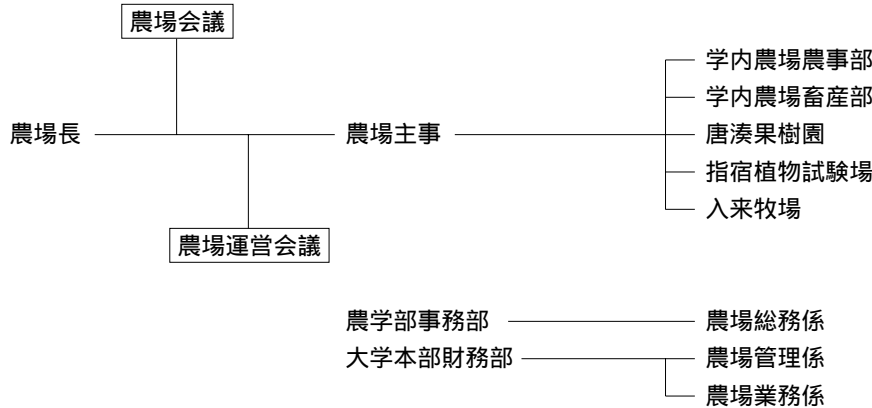 農場会議
学内農場農事部
学内農場畜産部
農場長
農場主事
唐湊果樹園
指宿植物試験場
入来牧場
農場運営会議
農学部事務部
農場総務係
大学本部財務部
農場管理係
農場業務係